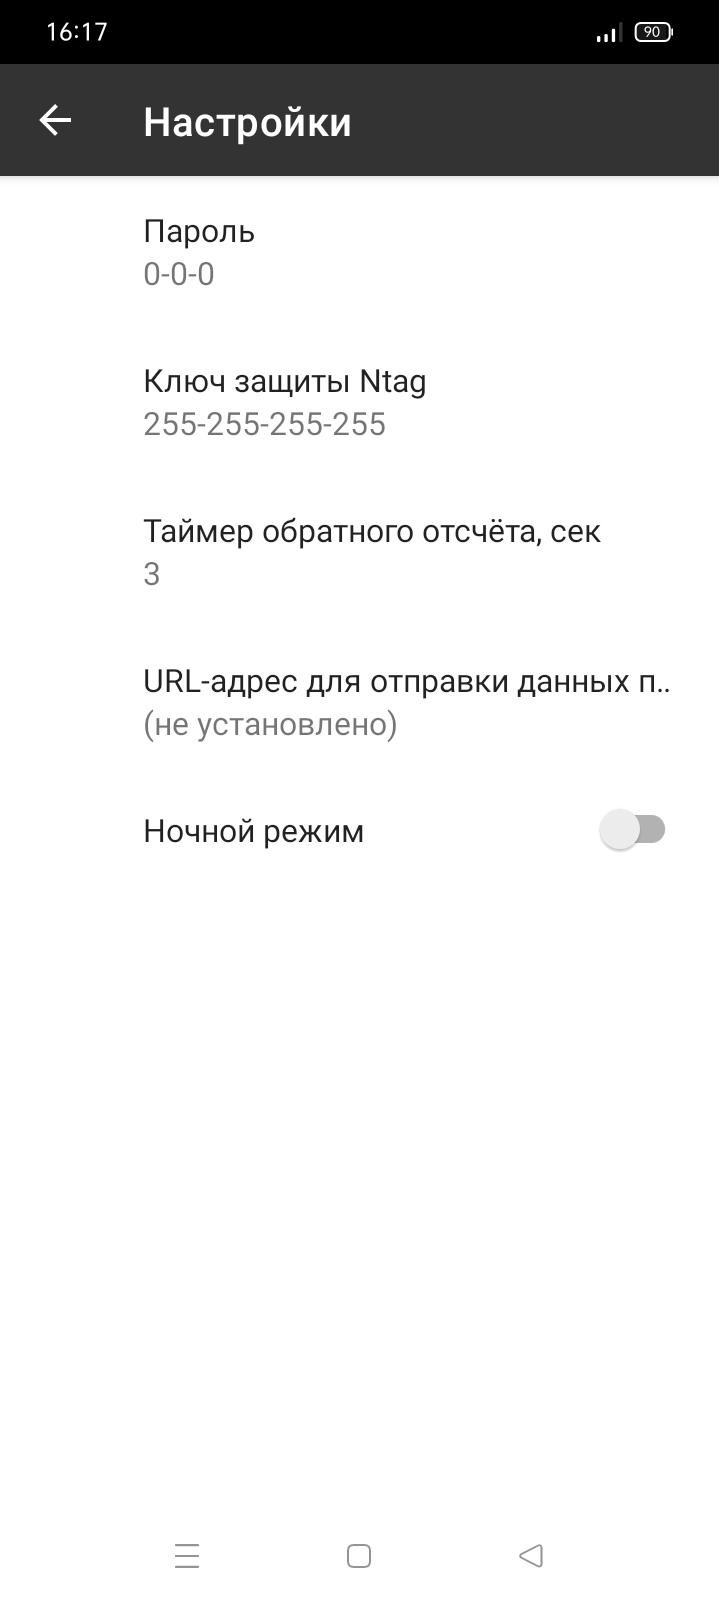 16:17
90
Настройки
Пароль
0-0-0
Ключ защиты Ntag
255-255-255-255
Таймер обратного отсчёта, сек
3
URL-адрес для отправки данных п..
(не установлено)
Ночной режим